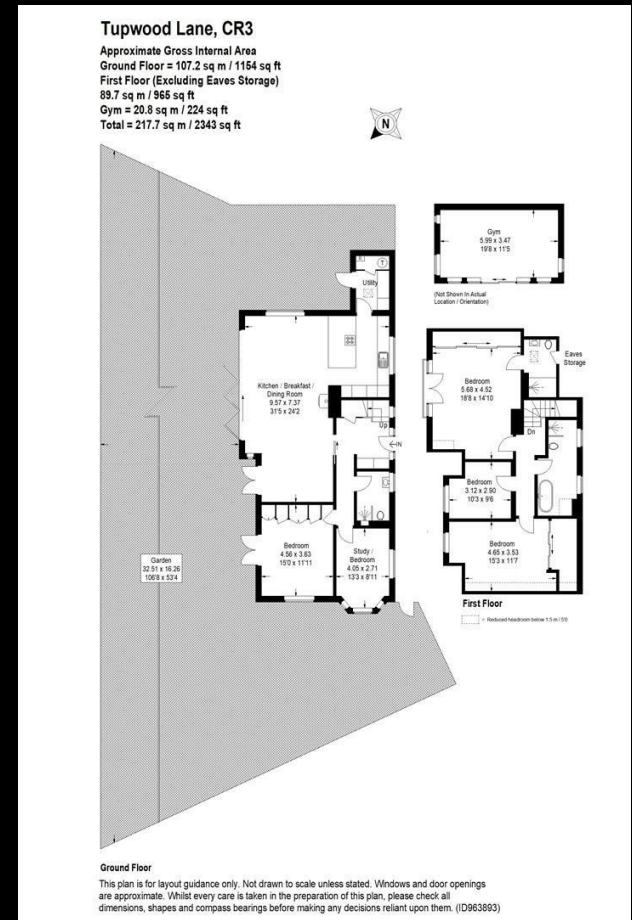 Tupwood Lane, CR3
Approximate Gross Internal Area
Ground Floor = 107.2 sq m / 1154 sq ft
First Floor (Excluding Eaves Storage)
89.7 sq m / 965 sq ft
Gym = 20.8 sq m / 224 sq ft
Total = 217.7 sq m / 2343 sq ft
N
Gym
5.99 x 3.47
19'8 x 11'5
(Not Shown In Actual
Location / Orientation)
T
Utility
Kitchen / Breakfast /
Dining Room
9.57 x 7.37
31'5 x 24'2
Up
IN
Bedroom
4.56 x 3.63
15'0 x 11'11
Study /
Bedroom
4.05 x 2.71
13'3 x 8'11
Garden
32.51 x 16.26
106'8 x 53'4
Eaves
Storage
Bedroom
5.68 x 4.52
18'8 x 14'10
Dn
Bedroom
3.12 x 2.90
10'3 x 9'6
Bedroom
4.65 x 3.53
15'3 x 11'7
First Floor
= Reduced headroom below 1.5 m / 5'0
Ground Floor
This plan is for layout guidance only. Not drawn to scale unless stated. Windows and door openings
are approximate. Whilst every care is taken in the preparation of this plan, please check all
dimensions, shapes and compass bearings before making any decisions reliant upon them. (ID963893)